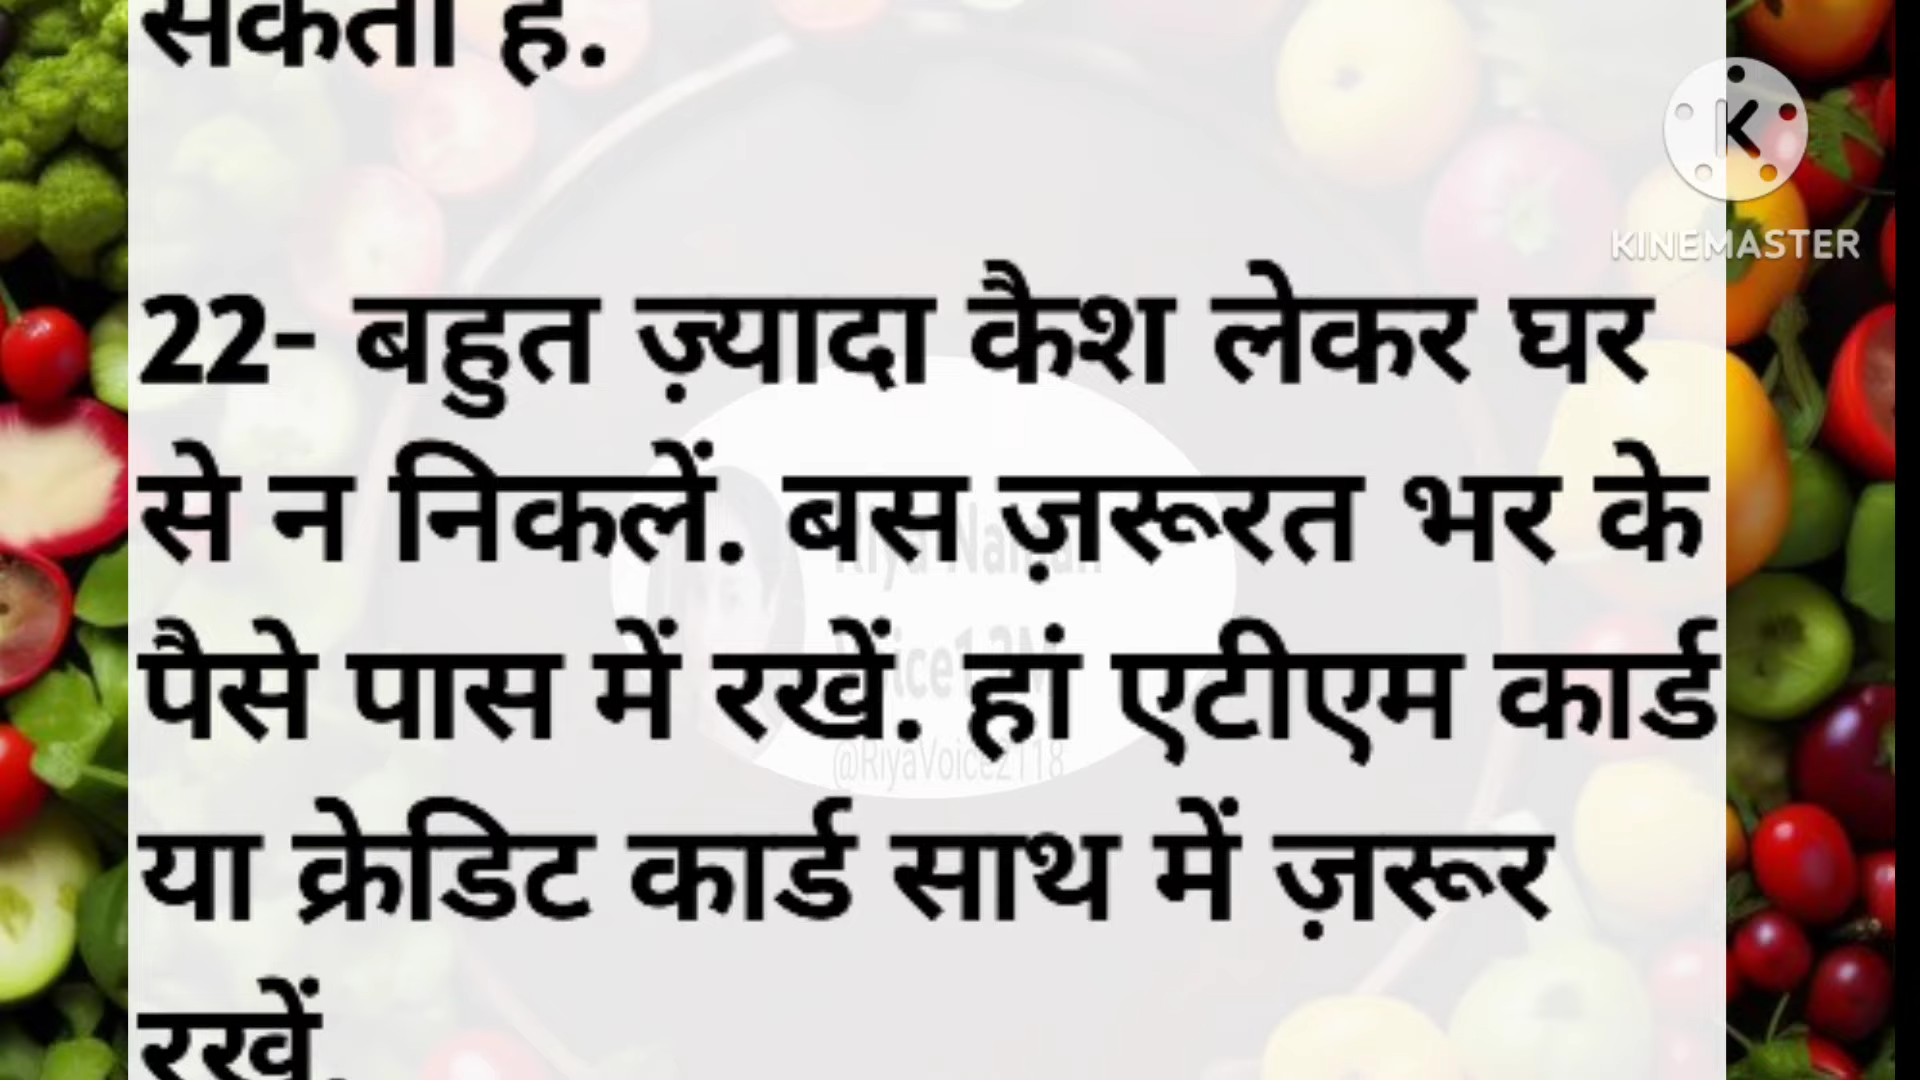 सकता है.
KINEMASTER
22- बहुत ज़्यादा कैश लेकर घर
से न निकलें. बस ज़रूरत भर के
पैसे पास में रखें. हां एटीएम कार्ड
या क्रेडिट कार्ड साथ में ज़रूर
रखें.
@RiyaVoice2118